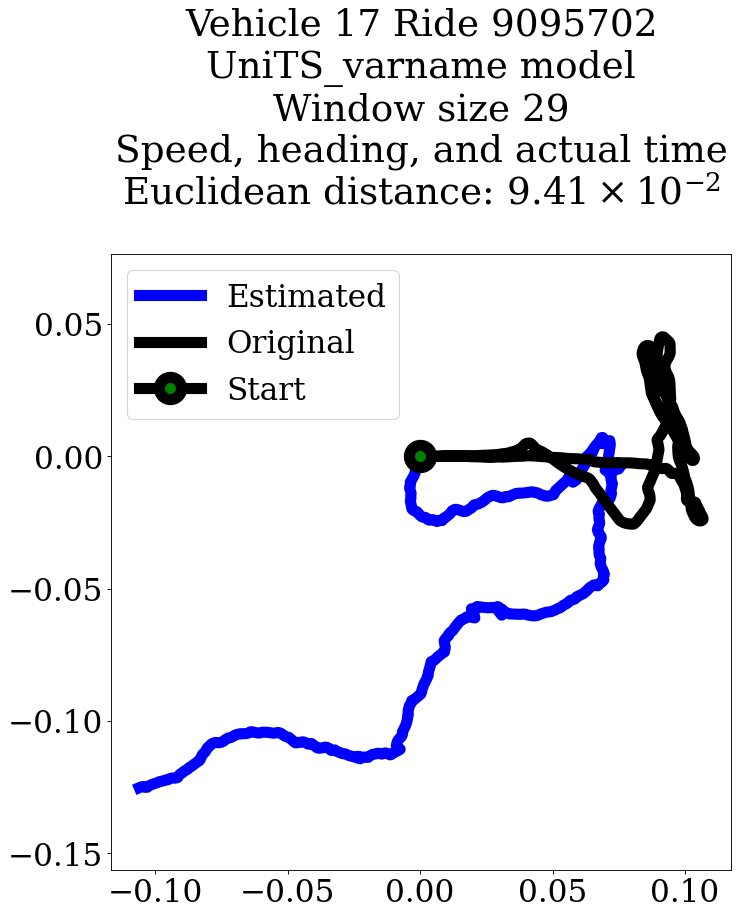 Vehicle 17 Ride 9095702
UniTS_varname model
Window size 29
Speed, heading, and actual time
Euclidean distance: 9.41 × 10⁻²
Estimated
Original
Start
0.05
0.00
−0.05
−0.10
−0.15
−0.10 −0.05 0.00 0.05 0.10